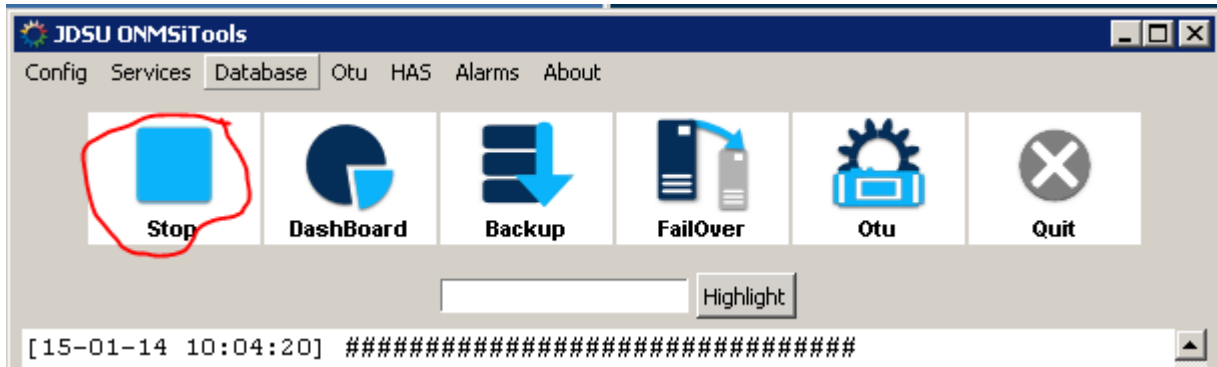 JDSU ONMSiTools
Config Services Database Otu HAS Alarms About
Stop DashBoard Backup FailOver Otu Quit
Highlight
[15-01-14 10:04:20] ################################